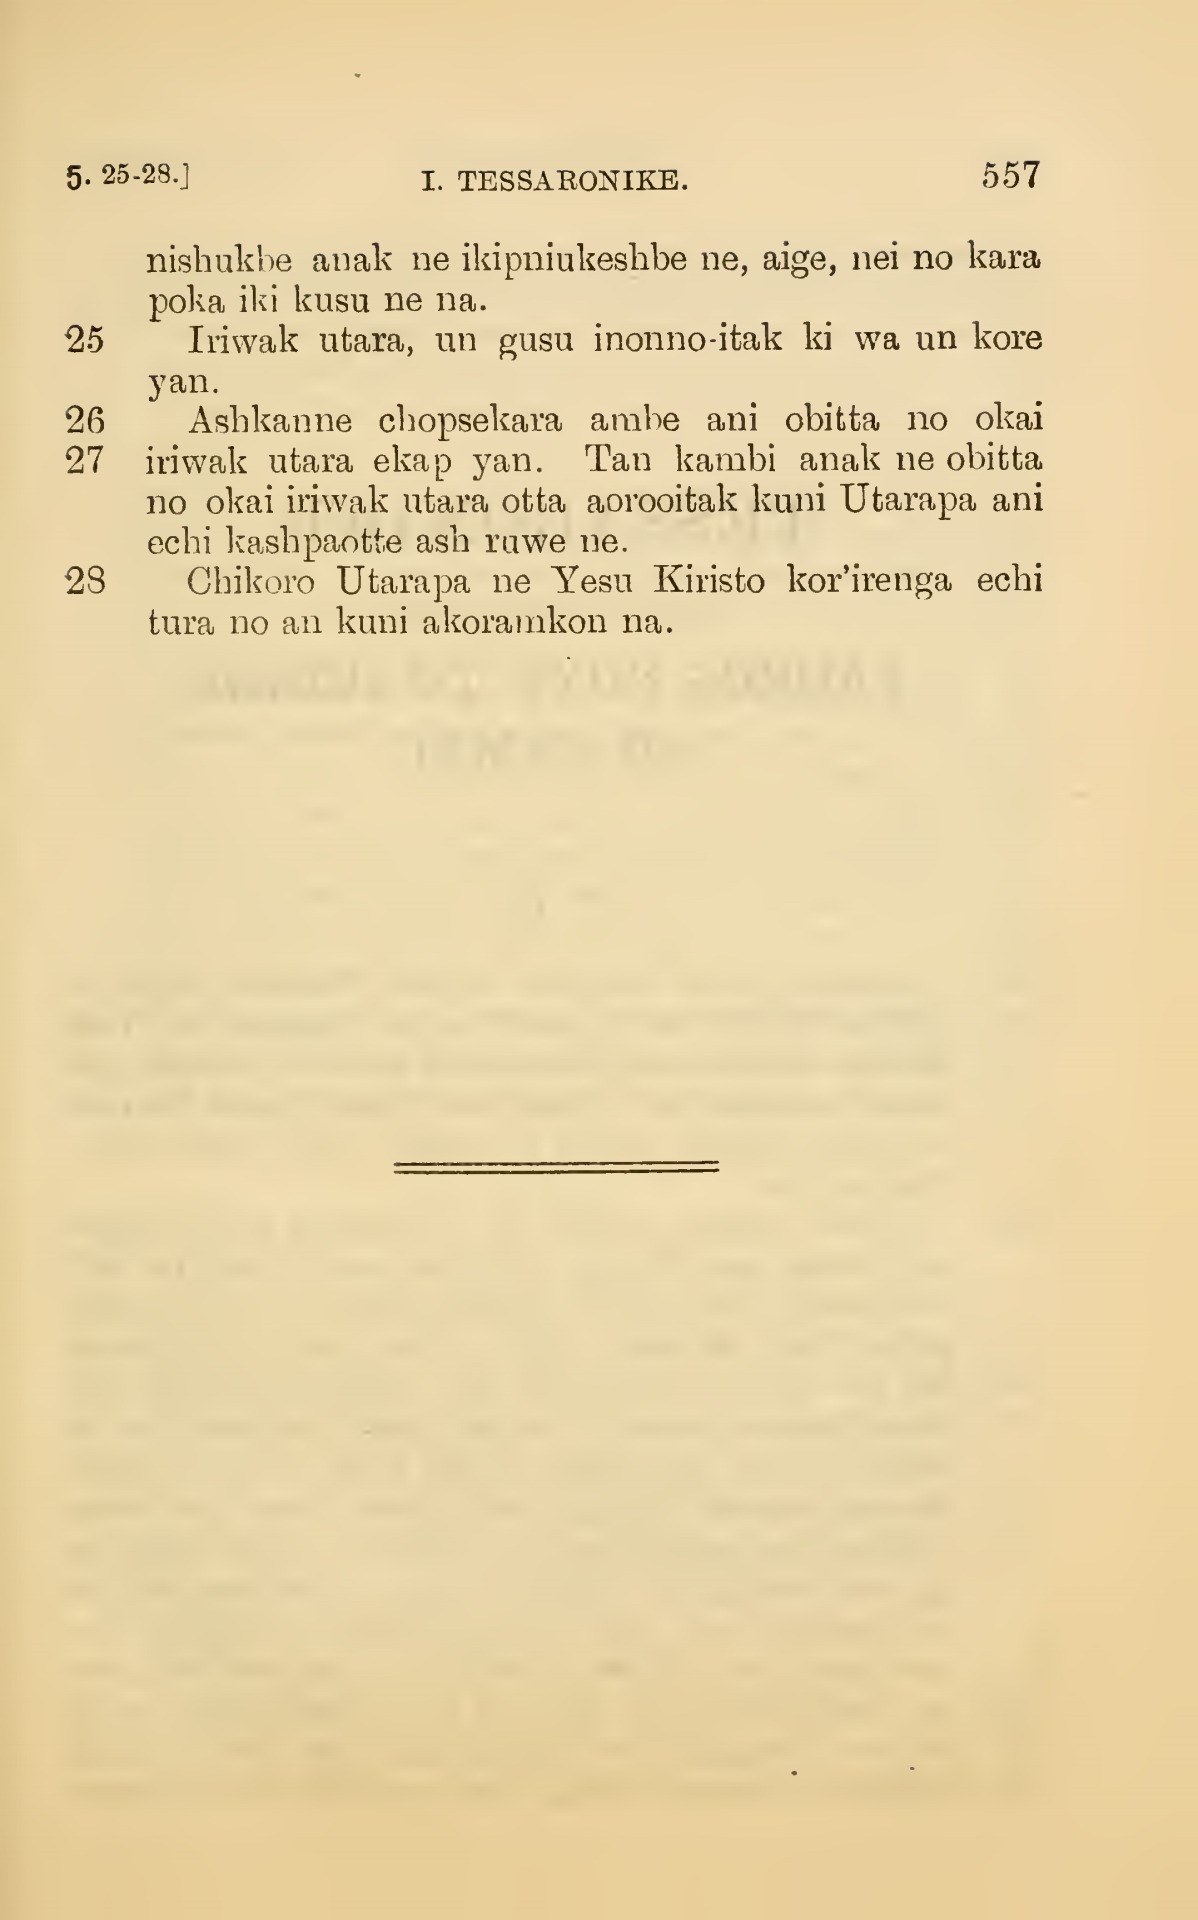 5. 25-28.] I. TESSARONIKE. 557
nishukbe anak ne ikipniukeshbe ne, aige, nei no kara
poka iki kusu ne na.
25 Iriwak utara, un gusu inonno-itak ki wa un kore
yan.
26 Ashkanne chopsekara ambe ani obitta no okai
27 iriwak utara ekap yan. Tan kambi anak ne obitta
no okai iriwak utara otta aorooitak kuni Utarapa ani
echi kashpaotte ash ruwe ne.
28 Chikoro Utarapa ne Yesu Kiristo kor'irenga echi
tura no an kuni akoramkon na.